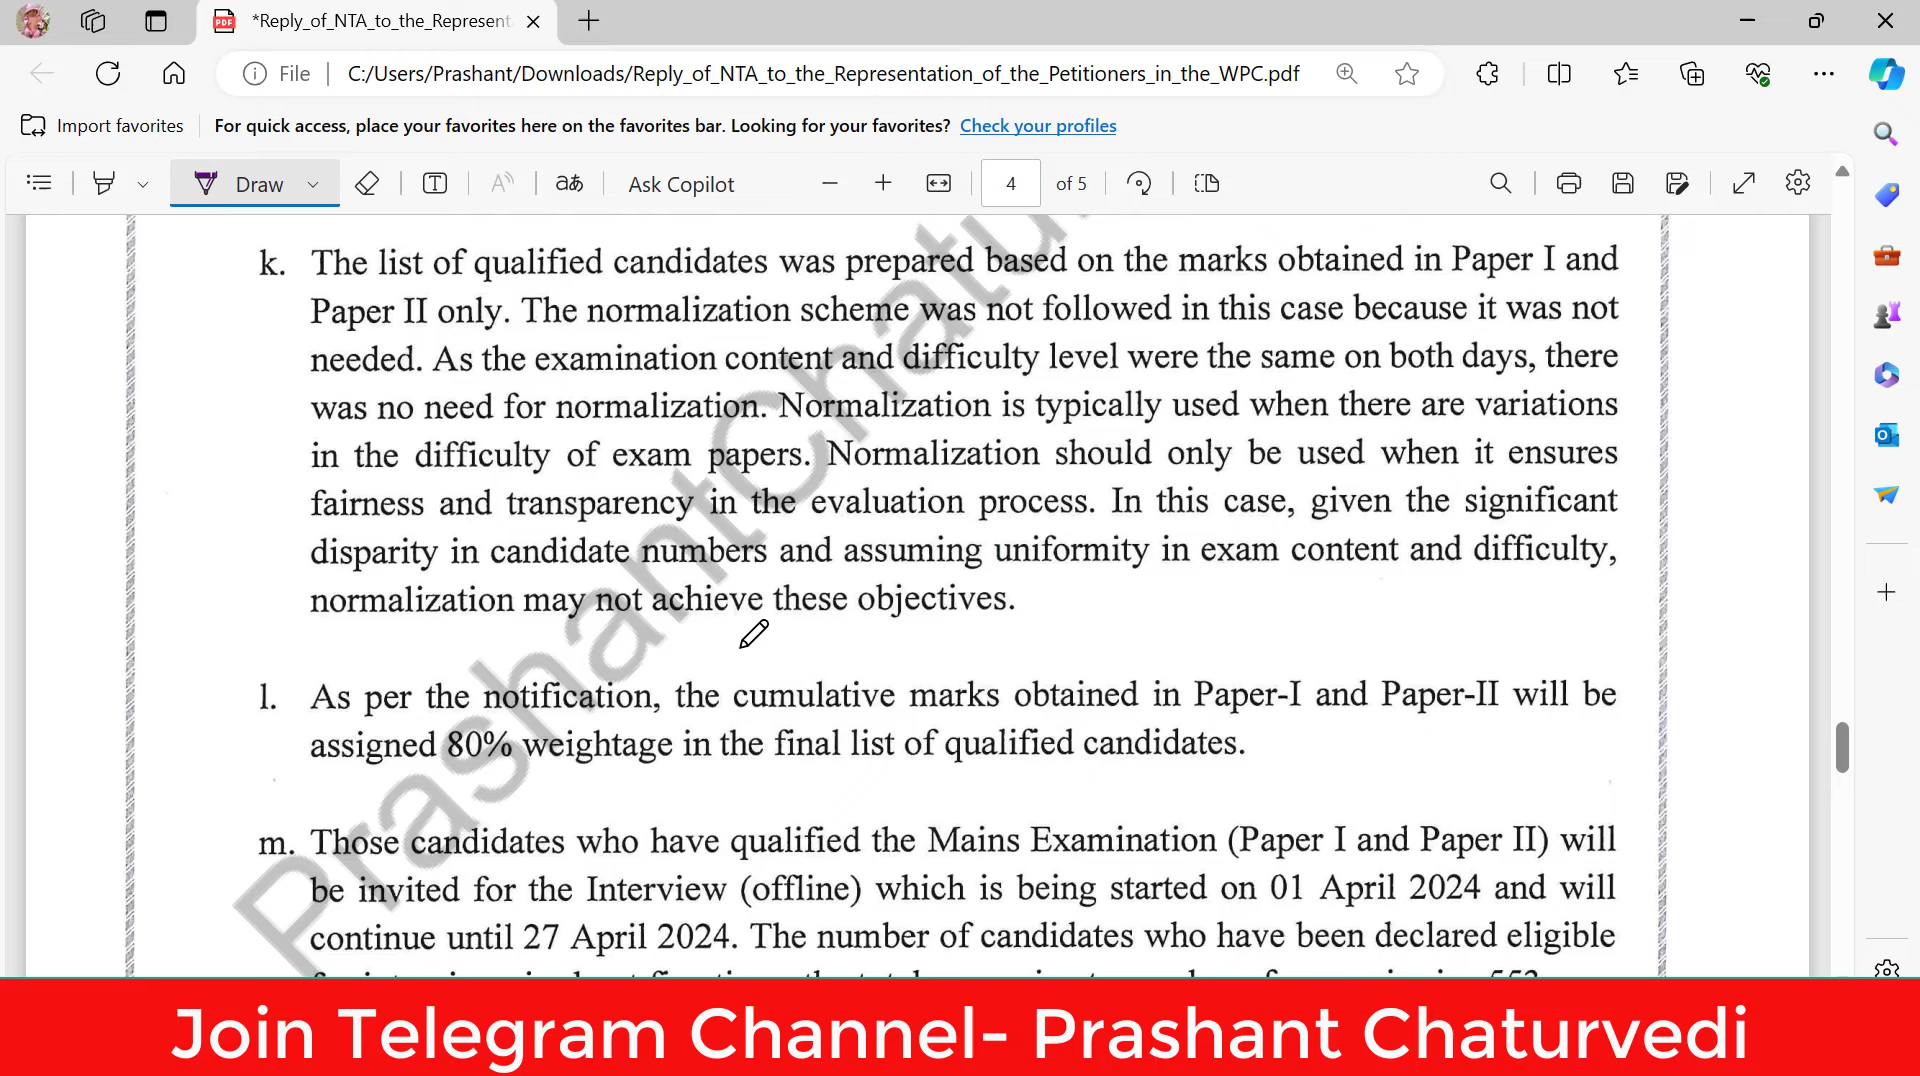 *Reply_of_NTA_to_the_Represent
File
C:/Users/Prashant/Downloads/Reply_of_NTA_to_the_Representation_of_the_Petitioners_in_the_WPC.pdf
Import favorites
For quick access, place your favorites here on the favorites bar. Looking for your favorites? Check your profiles
Draw
aあ
Ask Copilot
4 of 5
k. The list of qualified candidates was prepared based on the marks obtained in Paper I and
Paper II only. The normalization scheme was not followed in this case because it was not
needed. As the examination content and difficulty level were the same on both days, there
was no need for normalization. Normalization is typically used when there are variations
in the difficulty of exam papers. Normalization should only be used when it ensures
fairness and transparency in the evaluation process. In this case, given the significant
disparity in candidate numbers and assuming uniformity in exam content and difficulty,
normalization may not achieve these objectives.
l. As per the notification, the cumulative marks obtained in Paper-I and Paper-II will be
assigned 80% weightage in the final list of qualified candidates.
m. Those candidates who have qualified the Mains Examination (Paper I and Paper II) will
be invited for the Interview (offline) which is being started on 01 April 2024 and will
continue until 27 April 2024. The number of candidates who have been declared eligible
PrashantChatu
Join Telegram Channel- Prashant Chaturvedi